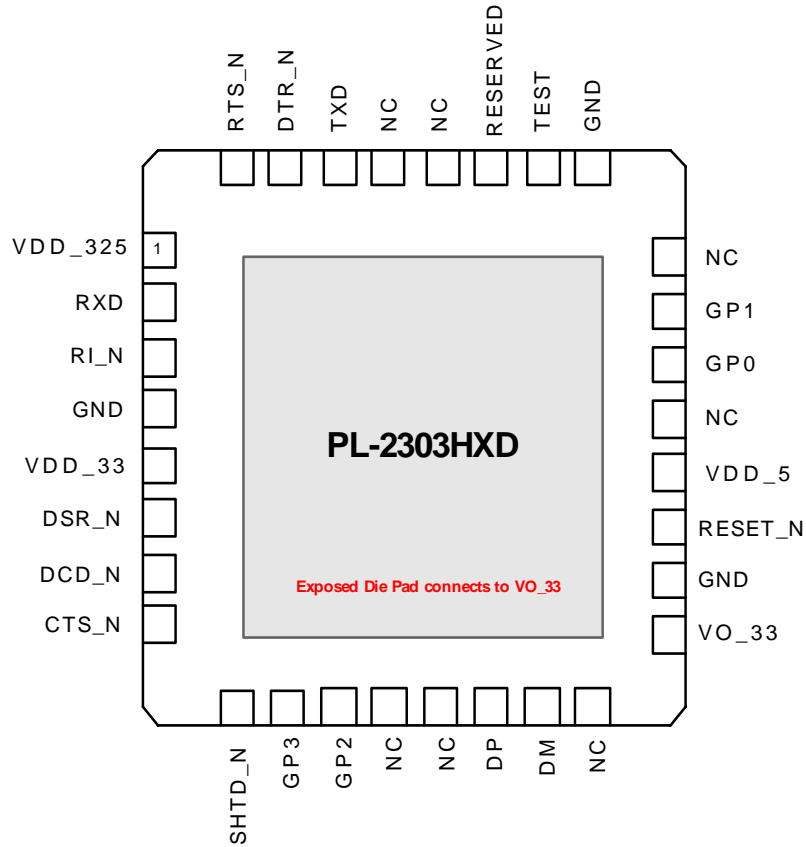 RTS_N
DTR_N
TXD
NC
NC
RESERVED
TEST
GND
VDD_325
1
RXD
RI_N
GND
VDD_33
DSR_N
DCD_N
CTS_N
PL-2303HXD
Exposed Die Pad connects to VO_33
NC
GP1
GP0
NC
VDD_5
RESET_N
GND
VO_33
SHTD_N
GP3
GP2
NC
NC
DP
DM
NC